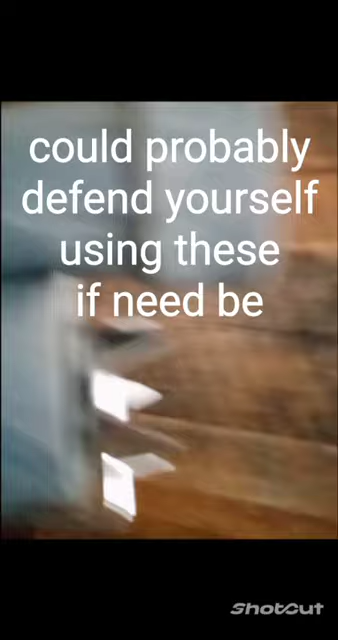 could probably
defend yourself
using these
if need be
Shotcut